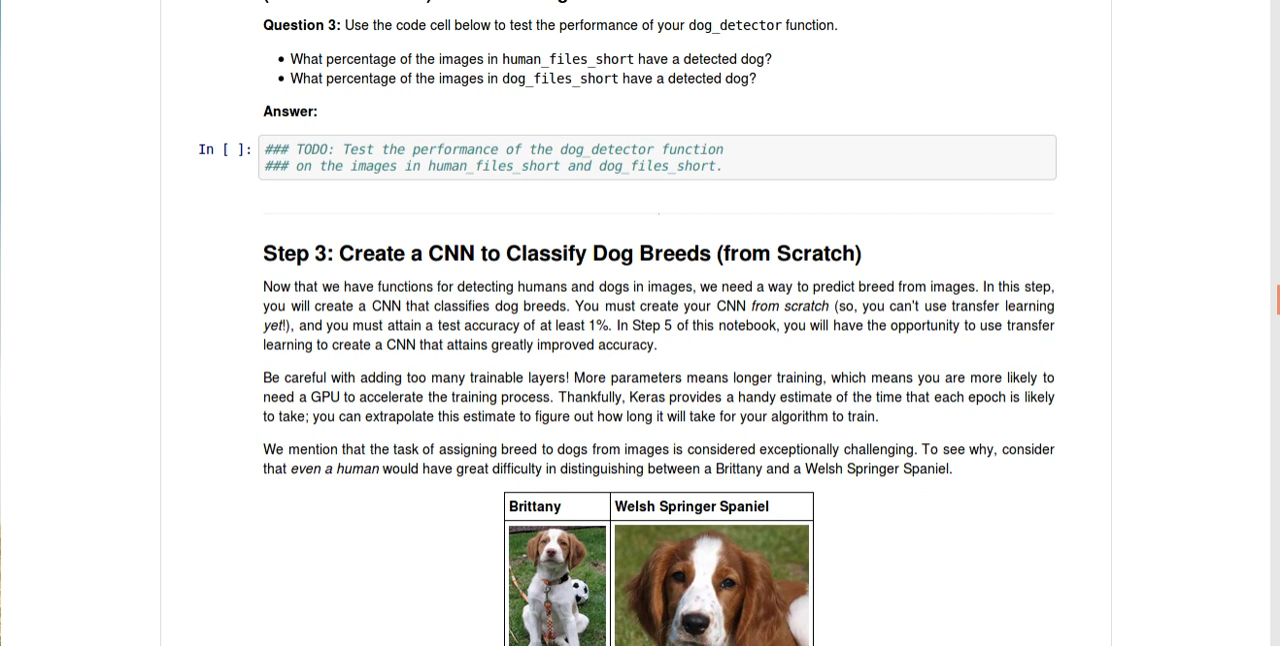 Question 3: Use the code cell below to test the performance of your dog_detector function.
• What percentage of the images in human_files_short have a detected dog?
• What percentage of the images in dog_files_short have a detected dog?
Answer:
In [ ]: ### TODO: Test the performance of the dog_detector function
### on the images in human_files_short and dog_files_short.
Step 3: Create a CNN to Classify Dog Breeds (from Scratch)
Now that we have functions for detecting humans and dogs in images, we need a way to predict breed from images. In this step,
you will create a CNN that classifies dog breeds. You must create your CNN from scratch (so, you can't use transfer learning
yet!), and you must attain a test accuracy of at least 1%. In Step 5 of this notebook, you will have the opportunity to use transfer
learning to create a CNN that attains greatly improved accuracy.
Be careful with adding too many trainable layers! More parameters means longer training, which means you are more likely to
need a GPU to accelerate the training process. Thankfully, Keras provides a handy estimate of the time that each epoch is likely
to take; you can extrapolate this estimate to figure out how long it will take for your algorithm to train.
We mention that the task of assigning breed to dogs from images is considered exceptionally challenging. To see why, consider
that even a human would have great difficulty in distinguishing between a Brittany and a Welsh Springer Spaniel.
Brittany Welsh Springer Spaniel